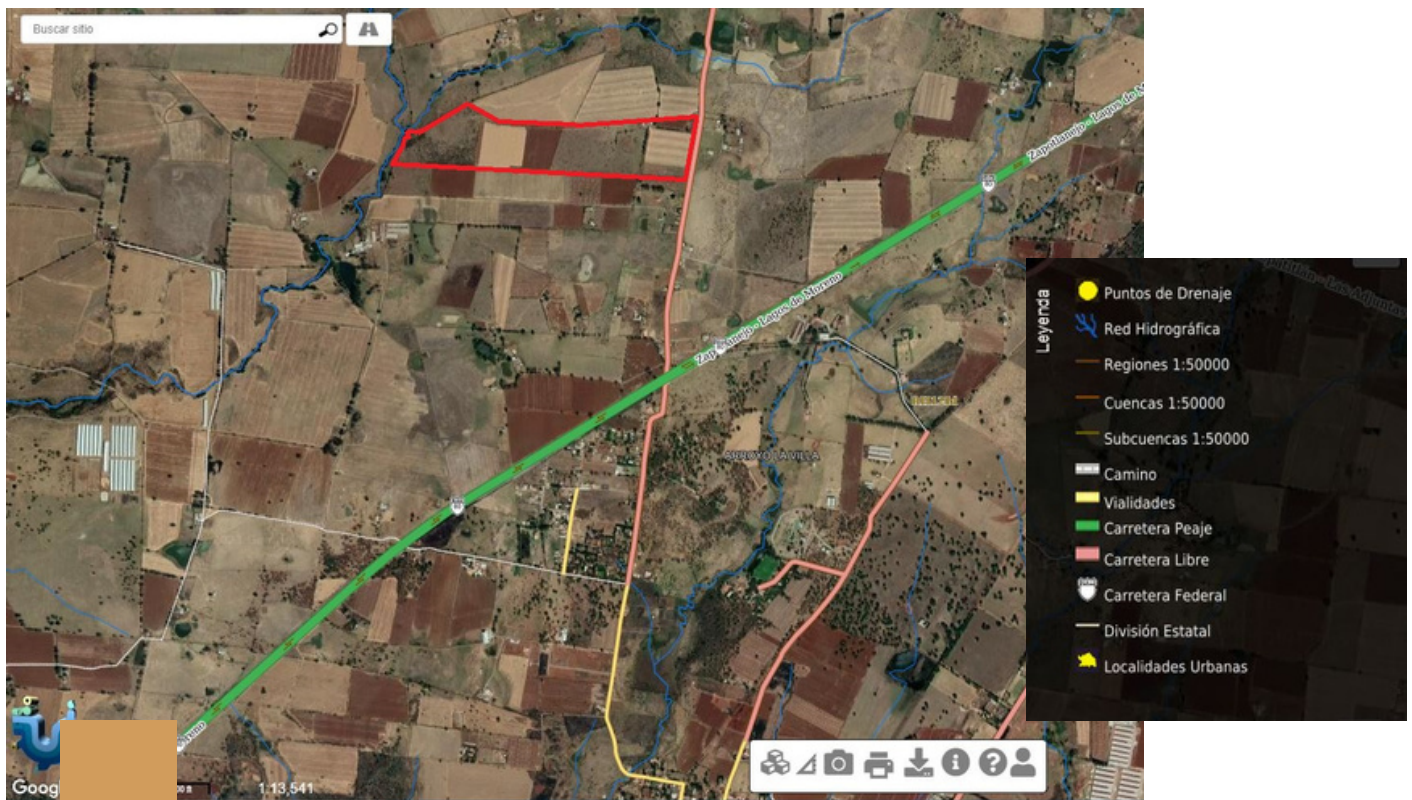 Buscar sitio
Zapotlanejo - Lagos de M
Zapotlanejo - Lagos de Moreno
ARROYO LA VILLA
reno
Goog
1:13,541
Leyenda
Puntos de Drenaje
Red Hidrográfica
Regiones 1:50000
Cuencas 1:50000
Subcuencas 1:50000
Camino
Vialidades
Carretera Peaje
Carretera Libre
Carretera Federal
División Estatal
Localidades Urbanas